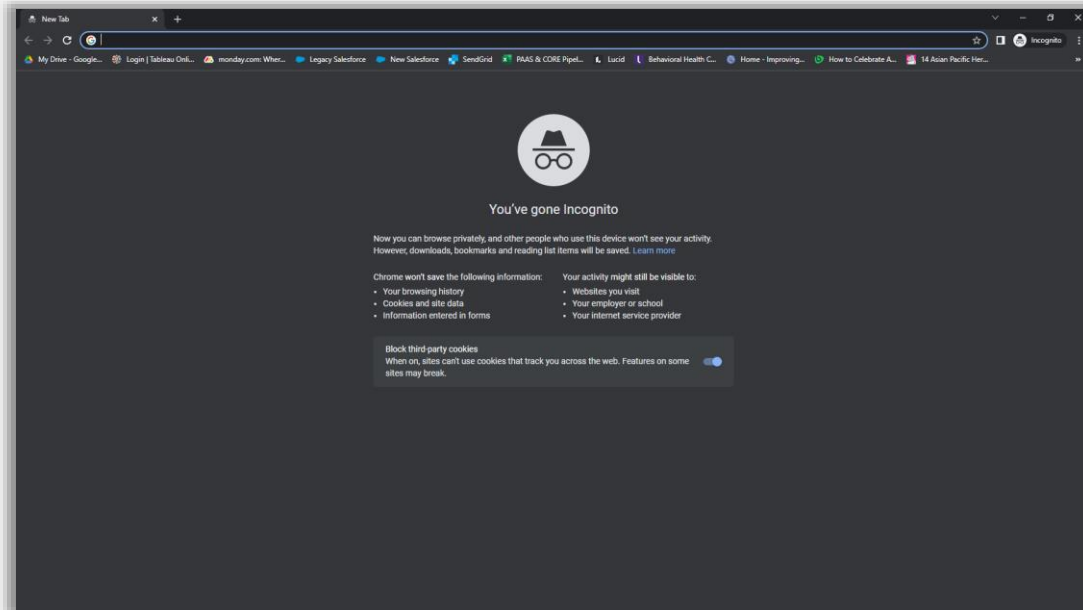 New Tab
Incognito
My Drive - Google... Login | Tableau Onli... monday.com: Wher... Legacy Salesforce New Salesforce SendGrid PAAS & CORE Pipel... Lucid Behavioral Health C... Home - Improving... How to Celebrate A... 14 Asian Pacific Her...
You've gone Incognito
Now you can browse privately, and other people who use this device won't see your activity.
However, downloads, bookmarks and reading list items will be saved. Learn more
Chrome won't save the following information:
• Your browsing history
• Cookies and site data
• Information entered in forms
Your activity might still be visible to:
• Websites you visit
• Your employer or school
• Your internet service provider
Block third-party cookies
When on, sites can't use cookies that track you across the web. Features on some
sites may break.